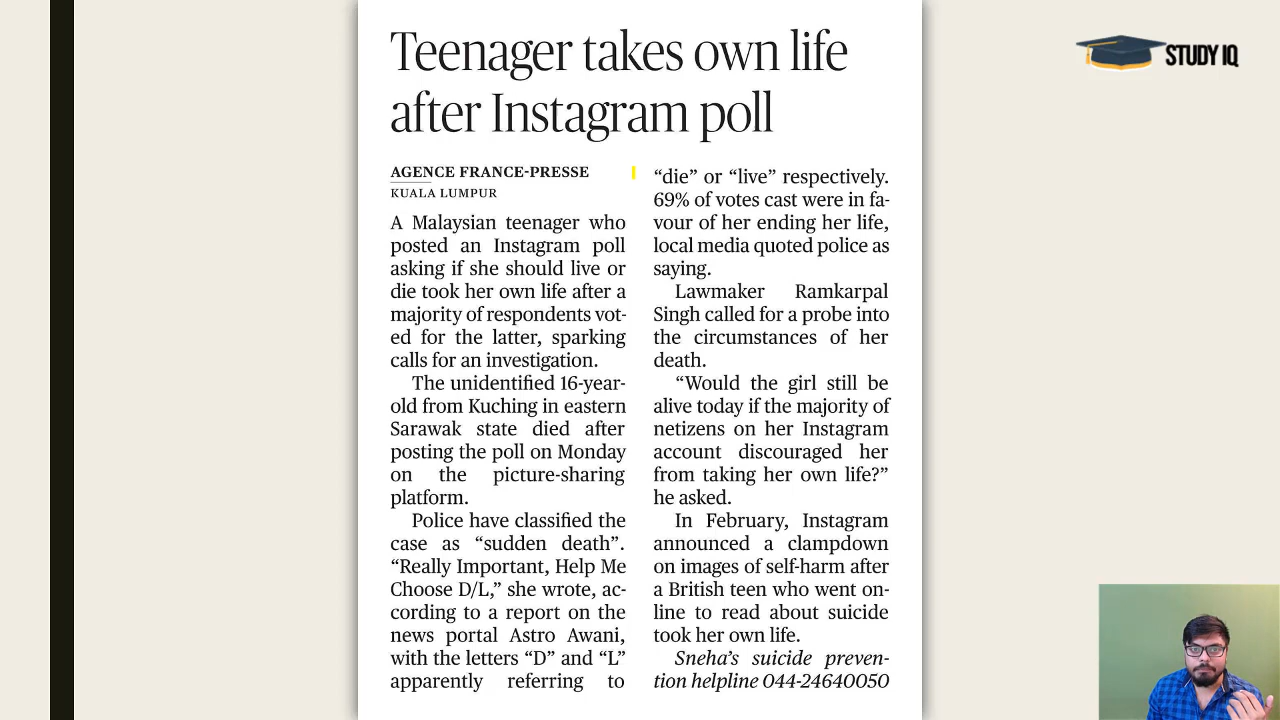 Teenager takes own life
after Instagram poll
AGENCE FRANCE-PRESSE
KUALA LUMPUR
A Malaysian teenager who
posted an Instagram poll
asking if she should live or
die took her own life after a
majority of respondents vot-
ed for the latter, sparking
calls for an investigation.
The unidentified 16-year-
old from Kuching in eastern
Sarawak state died after
posting the poll on Monday
on the picture-sharing
platform.
Police have classified the
case as “sudden death”.
“Really Important, Help Me
Choose D/L,” she wrote, ac-
cording to a report on the
news portal Astro Awani,
with the letters “D” and “L”
apparently referring to
“die” or “live” respectively.
69% of votes cast were in fa-
vour of her ending her life,
local media quoted police as
saying.
Lawmaker Ramkarpal
Singh called for a probe into
the circumstances of her
death.
“Would the girl still be
alive today if the majority of
netizens on her Instagram
account discouraged her
from taking her own life?”
he asked.
In February, Instagram
announced a clampdown
on images of self-harm after
a British teen who went on-
line to read about suicide
took her own life.
Sneha’s suicide preven-
tion helpline 044-24640050
STUDY IQ